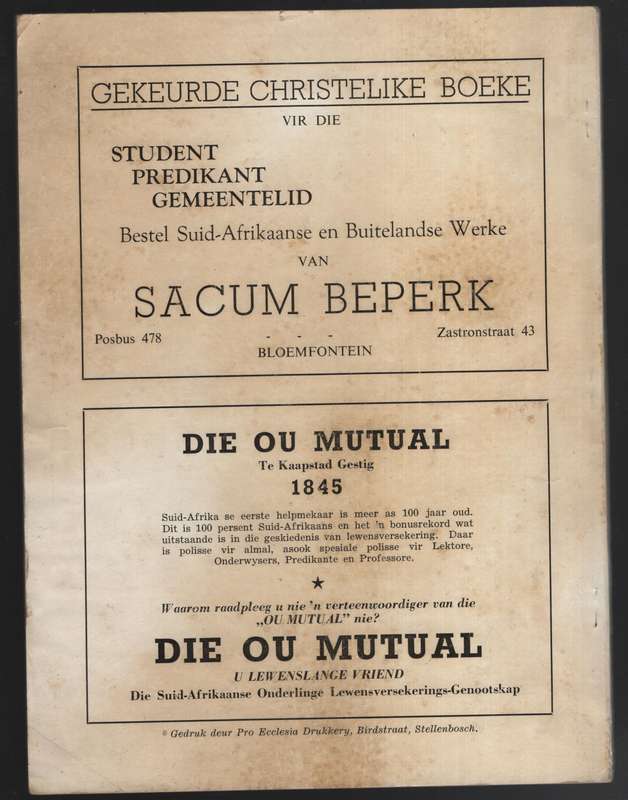 GEKEURDE CHRISTELIKE BOEKE
VIR DIE
STUDENT
PREDIKANT
GEMEENTELID
Bestel Suid-Afrikaanse en Buitelandse Werke
VAN
SACUM BEPERK
Posbus 478 - - - Zastronstraat 43
BLOEMFONTEIN
DIE OU MUTUAL
Te Kaapstad Gestig
1845
Suid-Afrika se eerste helpmekaar is meer as 100 jaar oud.
Dit is 100 persent Suid-Afrikaans en het 'n bonusrekord wat
uitstaande is in die geskiedenis van lewensversekering. Daar
is polisse vir almal, asook spesiale polisse vir Lektore,
Onderwysers, Predikante en Professore.
★
Waarom raadpleeg u nie 'n verteenwoordiger van die
„OU MUTUAL" nie?
DIE OU MUTUAL
U LEWENSLANGE VRIEND
Die Suid-Afrikaanse Onderlinge Lewensversekerings-Genootskap
Gedruk deur Pro Ecclesia Drukkery, Birdstraat, Stellenbosch.